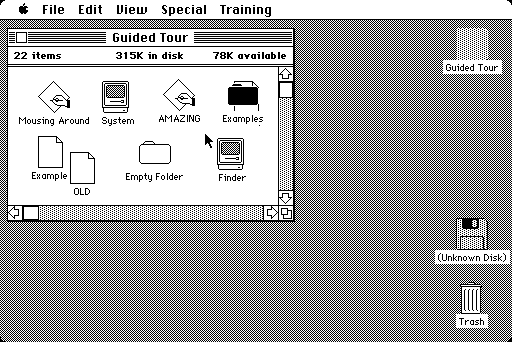 File Edit View Special Training
Guided Tour
22 items 315K in disk 78K available
Mousing Around System AMAZING Examples
Example OLD Empty Folder Finder
Guided Tour
(Unknown Disk)
Trash